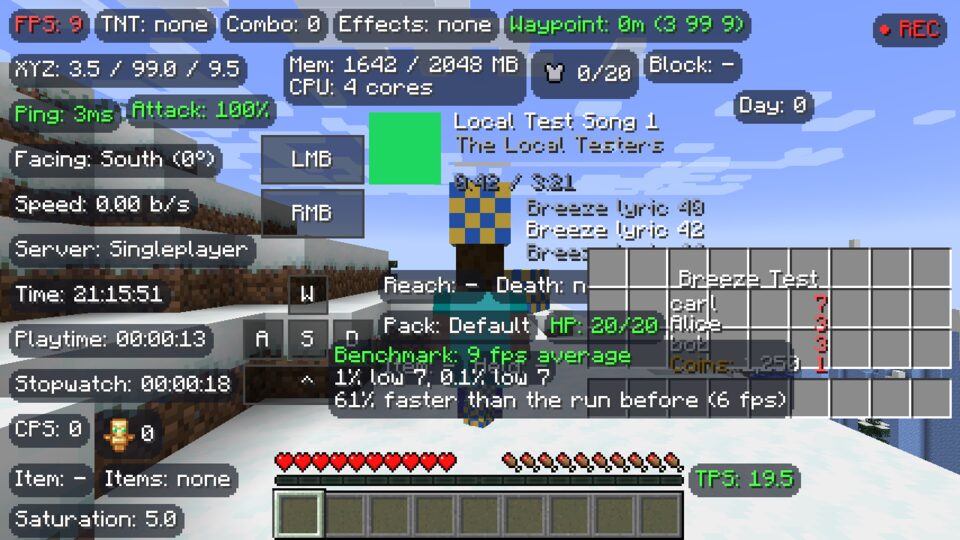 FPS: 9 TNT: none Combo: 0 Effects: none Waypoint: 0m (3 99 9)
REC
XYZ: 3.5 / 99.0 / 9.5
Mem: 1642 / 2048 MB
CPU: 4 cores
0/20
Block: -
Day: 0
Ping: 3ms Attack: 100%
Local Test Song 1
The Local Testers
0:42 / 3:21
Facing: South (0°)
LMB
Speed: 0.00 b/s
RMB
Breeze lyric 42
Server: Singleplayer
Breeze Test
Reach: - Death:
Time: 21:15:51
W
carl 7
Alice 3
bob 3
Coins: 1,250 1
Pack: Default HP: 20/20
Playtime: 00:00:13
A S D
Benchmark: 9 fps average
1% low 7, 0.1% low 7
61% faster than the run before (6 fps)
Stopwatch: 00:00:18
^
CPS: 0
0
Item: - Items: none
TPS: 19.5
Saturation: 5.0